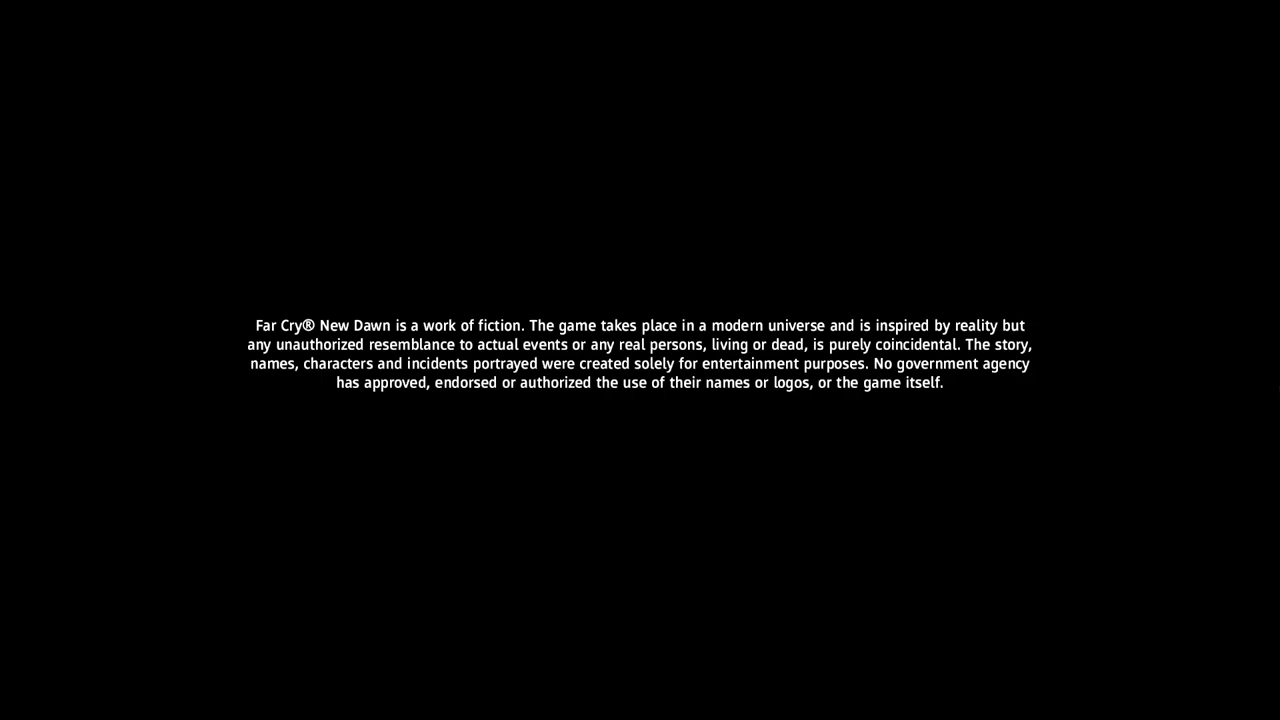 Far Cry® New Dawn is a work of fiction. The game takes place in a modern universe and is inspired by reality but
any unauthorized resemblance to actual events or any real persons, living or dead, is purely coincidental. The story,
names, characters and incidents portrayed were created solely for entertainment purposes. No government agency
has approved, endorsed or authorized the use of their names or logos, or the game itself.